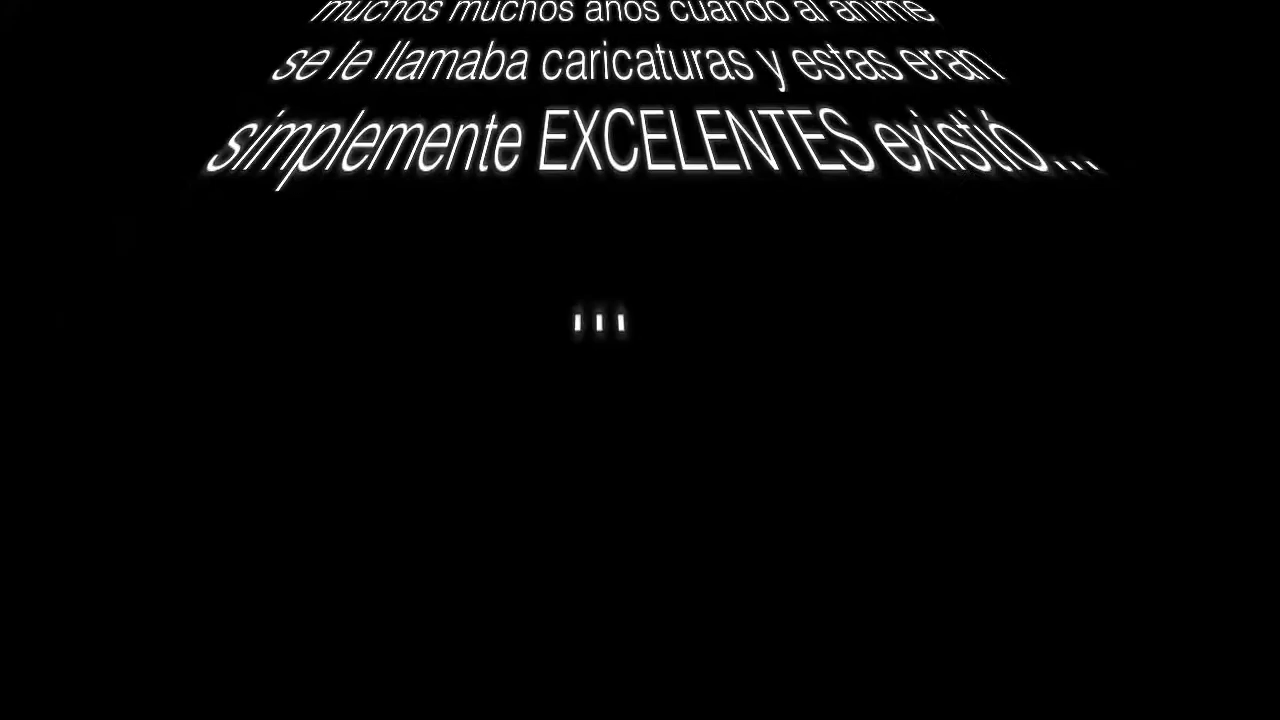 muchos muchos años cuando al anime
se le llamaba caricaturas y estas eran
simplemente EXCELENTES existió...
...